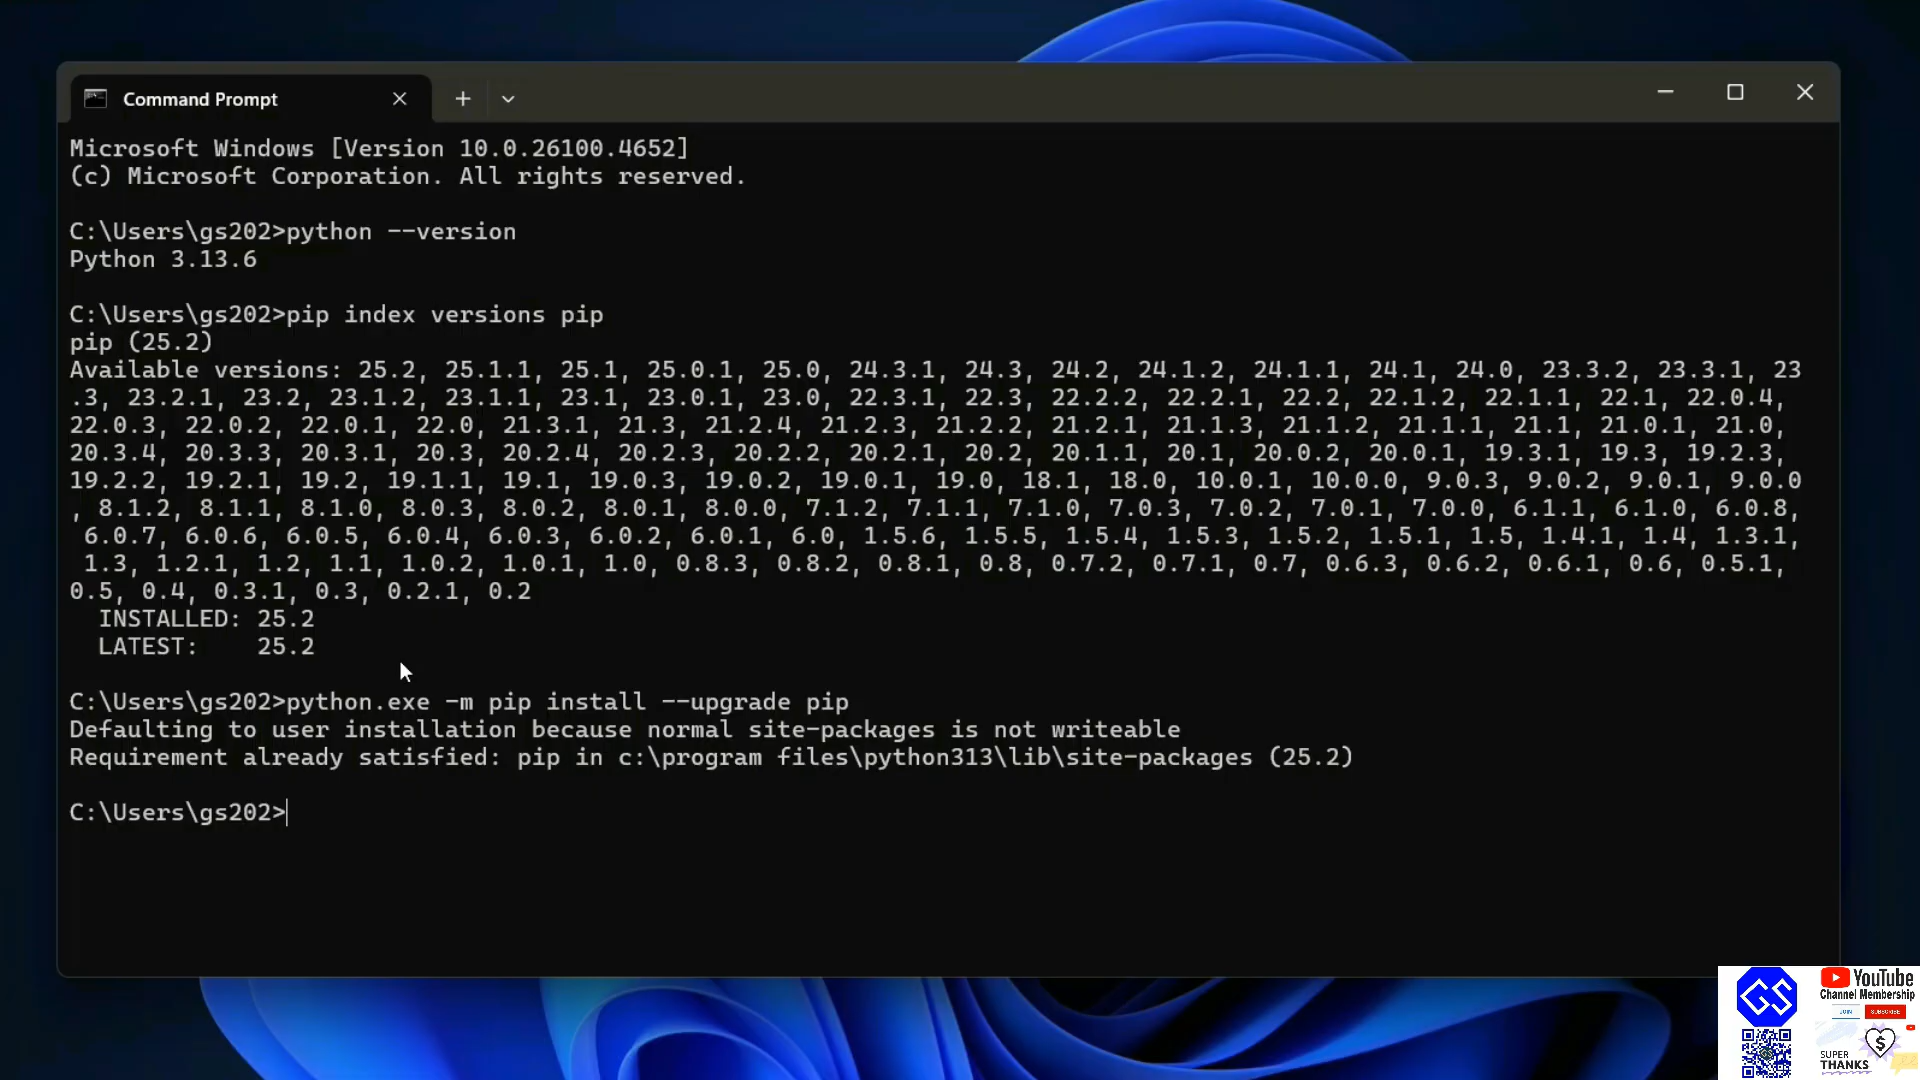 Command Prompt
Microsoft Windows [Version 10.0.26100.4652]
(c) Microsoft Corporation. All rights reserved.
C:\Users\gs202>python --version
Python 3.13.6
C:\Users\gs202>pip index versions pip
pip (25.2)
Available versions: 25.2, 25.1.1, 25.1, 25.0.1, 25.0, 24.3.1, 24.3, 24.2, 24.1.2, 24.1.1, 24.1, 24.0, 23.3.2, 23.3.1, 23
.3, 23.2.1, 23.2, 23.1.2, 23.1.1, 23.1, 23.0.1, 23.0, 22.3.1, 22.3, 22.2.2, 22.2.1, 22.2, 22.1.2, 22.1.1, 22.1, 22.0.4,
22.0.3, 22.0.2, 22.0.1, 22.0, 21.3.1, 21.3, 21.2.4, 21.2.3, 21.2.2, 21.2.1, 21.1.3, 21.1.2, 21.1.1, 21.1, 21.0.1, 21.0,
20.3.4, 20.3.3, 20.3.1, 20.3, 20.2.4, 20.2.3, 20.2.2, 20.2.1, 20.2, 20.1.1, 20.1, 20.0.2, 20.0.1, 19.3.1, 19.3, 19.2.3,
19.2.2, 19.2.1, 19.2, 19.1.1, 19.1, 19.0.3, 19.0.2, 19.0.1, 19.0, 18.1, 18.0, 10.0.1, 10.0.0, 9.0.3, 9.0.2, 9.0.1, 9.0.0
, 8.1.2, 8.1.1, 8.1.0, 8.0.3, 8.0.2, 8.0.1, 8.0.0, 7.1.2, 7.1.1, 7.1.0, 7.0.3, 7.0.2, 7.0.1, 7.0.0, 6.1.1, 6.1.0, 6.0.8,
6.0.7, 6.0.6, 6.0.5, 6.0.4, 6.0.3, 6.0.2, 6.0.1, 6.0, 1.5.6, 1.5.5, 1.5.4, 1.5.3, 1.5.2, 1.5.1, 1.5, 1.4.1, 1.4, 1.3.1,
1.3, 1.2.1, 1.2, 1.1, 1.0.2, 1.0.1, 1.0, 0.8.3, 0.8.2, 0.8.1, 0.8, 0.7.2, 0.7.1, 0.7, 0.6.3, 0.6.2, 0.6.1, 0.6, 0.5.1,
0.5, 0.4, 0.3.1, 0.3, 0.2.1, 0.2
INSTALLED: 25.2
LATEST: 25.2
C:\Users\gs202>python.exe -m pip install --upgrade pip
Defaulting to user installation because normal site-packages is not writeable
Requirement already satisfied: pip in c:\program files\python313\lib\site-packages (25.2)
C:\Users\gs202>
GS
YouTube
Channel Membership
JOIN
SUBSCRIBE
SUPER
THANKS